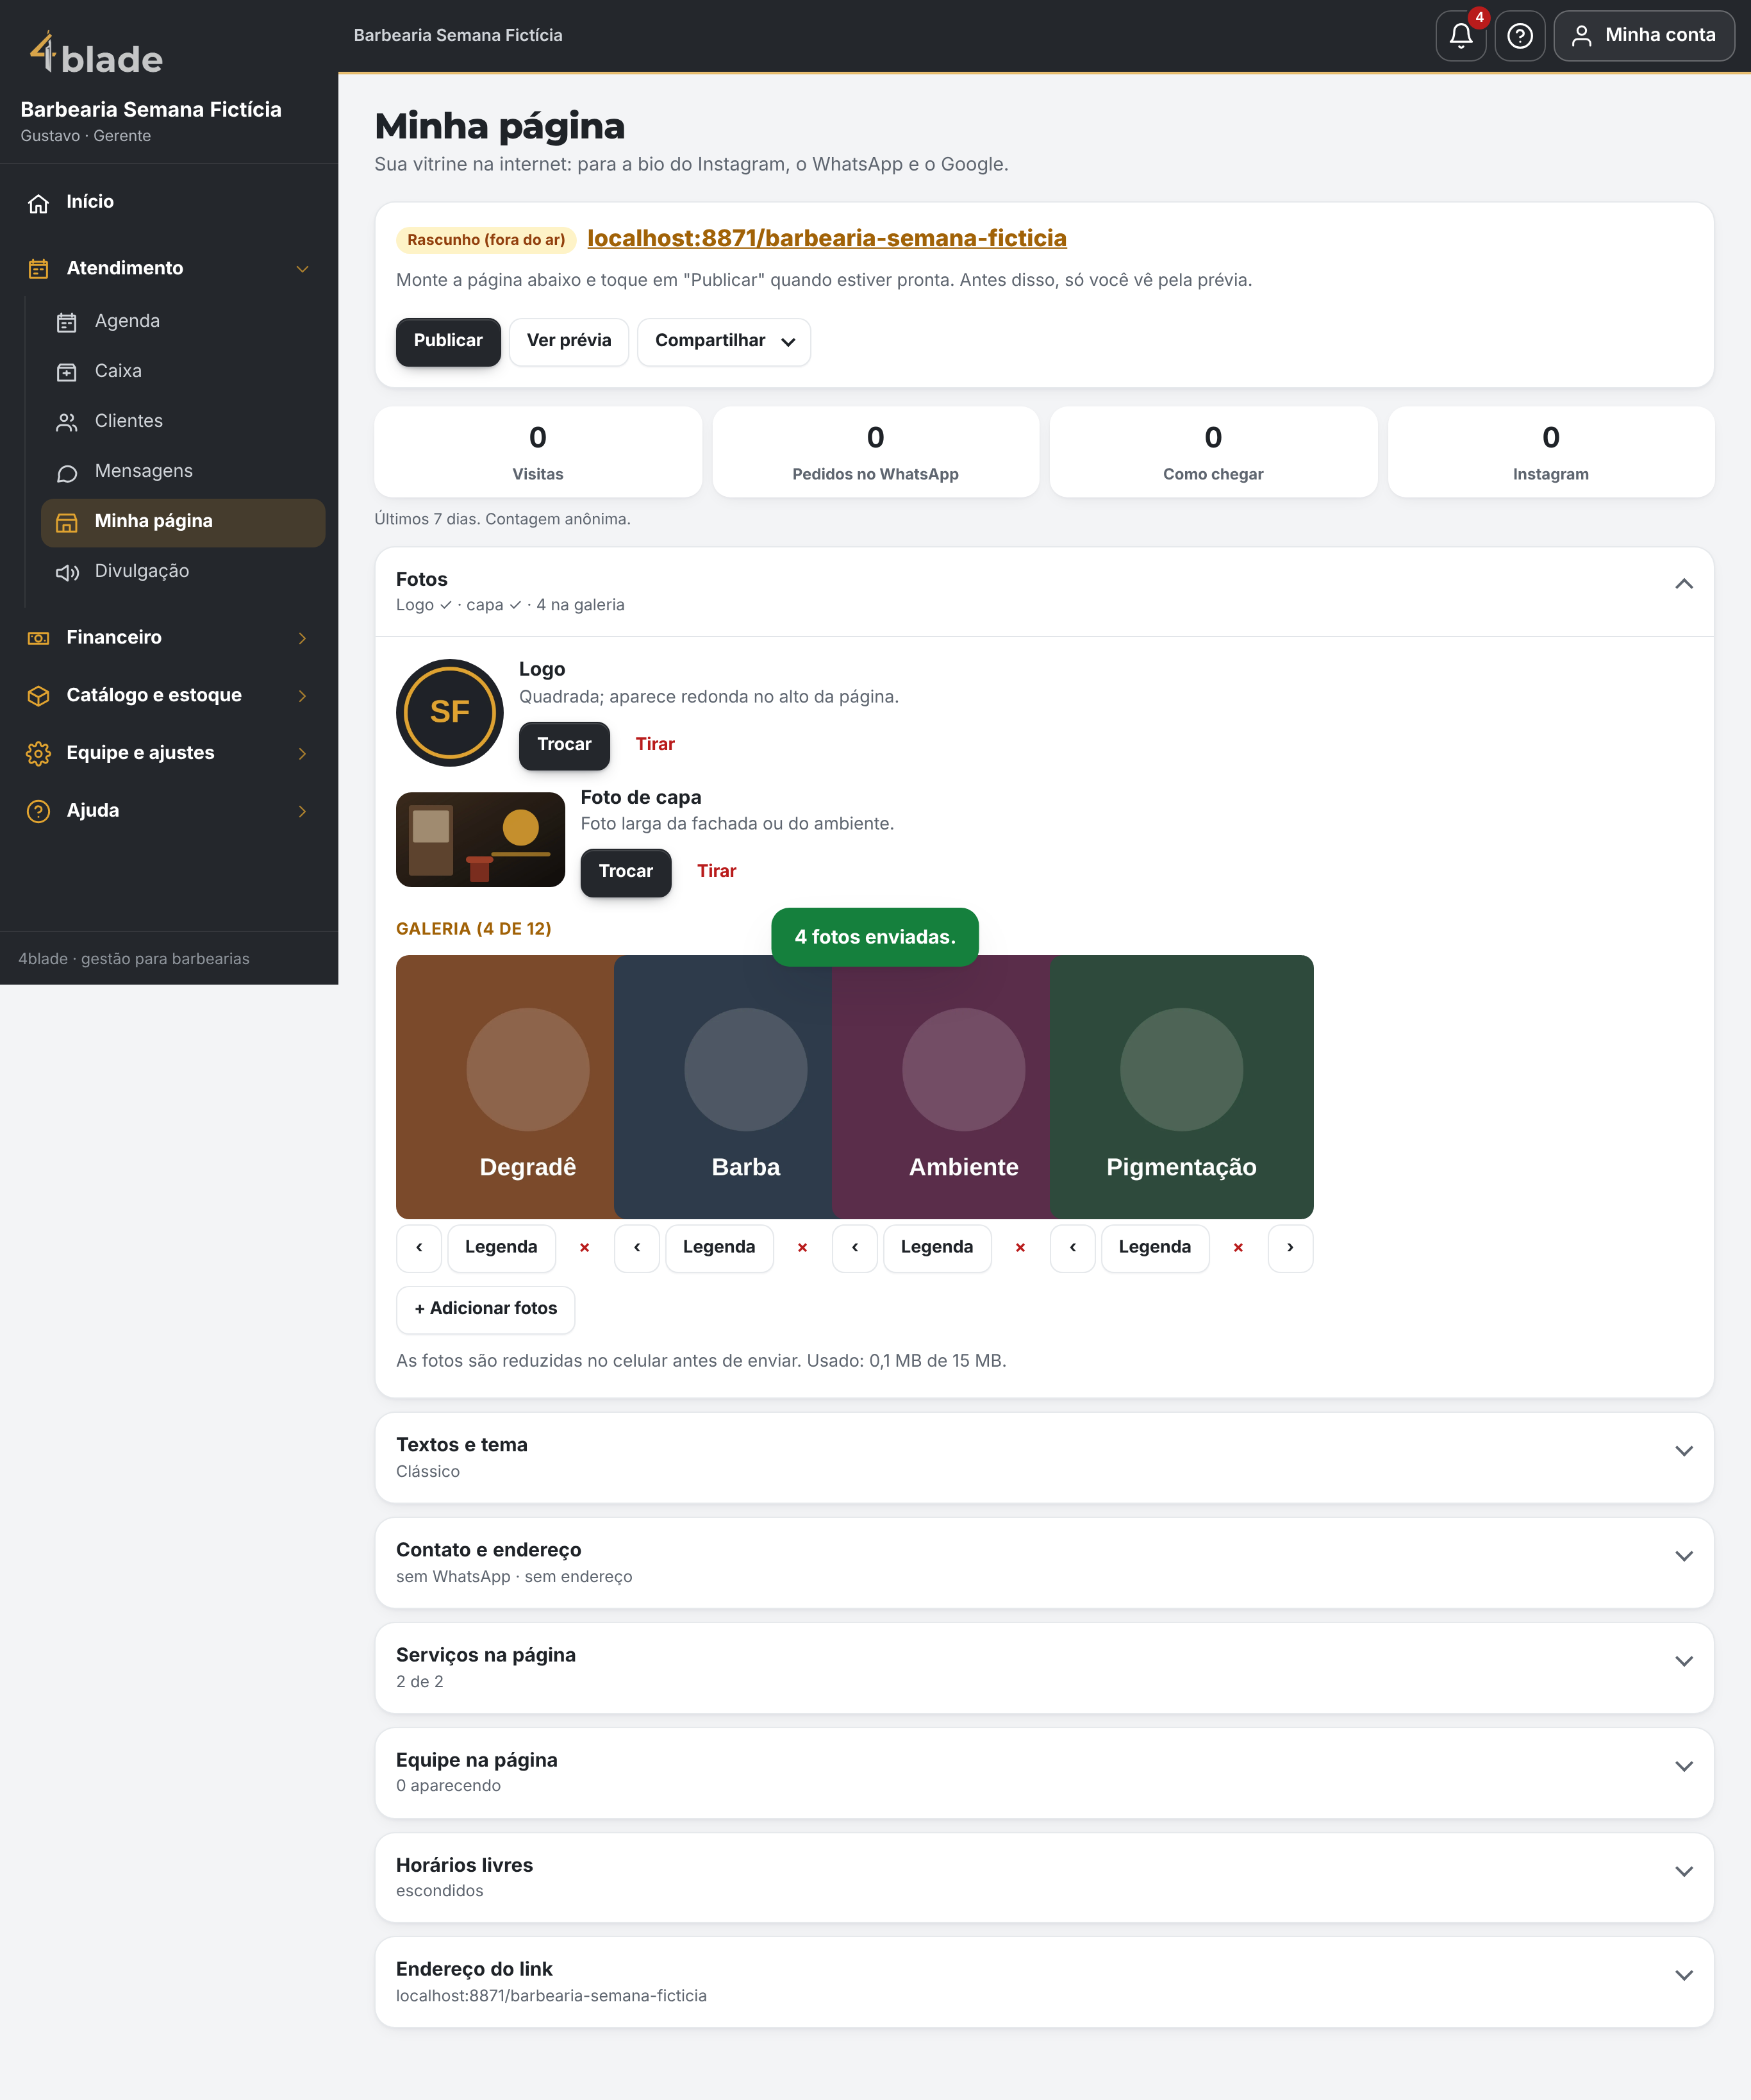 4blade
Barbearia Semana Fictícia
Gustavo · Gerente
Início
Atendimento
Agenda
Caixa
Clientes
Mensagens
Minha página
Divulgação
Financeiro
Catálogo e estoque
Equipe e ajustes
Ajuda
4blade · gestão para barbearias
Barbearia Semana Fictícia
4
Minha conta
Minha página
Sua vitrine na internet: para a bio do Instagram, o WhatsApp e o Google.
Rascunho (fora do ar) localhost:8871/barbearia-semana-ficticia
Monte a página abaixo e toque em "Publicar" quando estiver pronta. Antes disso, só você vê pela prévia.
Publicar Ver prévia Compartilhar
0 0 0 0
Visitas Pedidos no WhatsApp Como chegar Instagram
Últimos 7 dias. Contagem anônima.
Fotos
Logo ✓ · capa ✓ · 4 na galeria
SF
Logo
Quadrada; aparece redonda no alto da página.
Trocar Tirar
Foto de capa
Foto larga da fachada ou do ambiente.
Trocar Tirar
GALERIA (4 DE 12)
4 fotos enviadas.
Degradê Barba Ambiente Pigmentação
‹ Legenda × ‹ Legenda × ‹ Legenda × ‹ Legenda × ›
+ Adicionar fotos
As fotos são reduzidas no celular antes de enviar. Usado: 0,1 MB de 15 MB.
Textos e tema
Clássico
Contato e endereço
sem WhatsApp · sem endereço
Serviços na página
2 de 2
Equipe na página
0 aparecendo
Horários livres
escondidos
Endereço do link
localhost:8871/barbearia-semana-ficticia